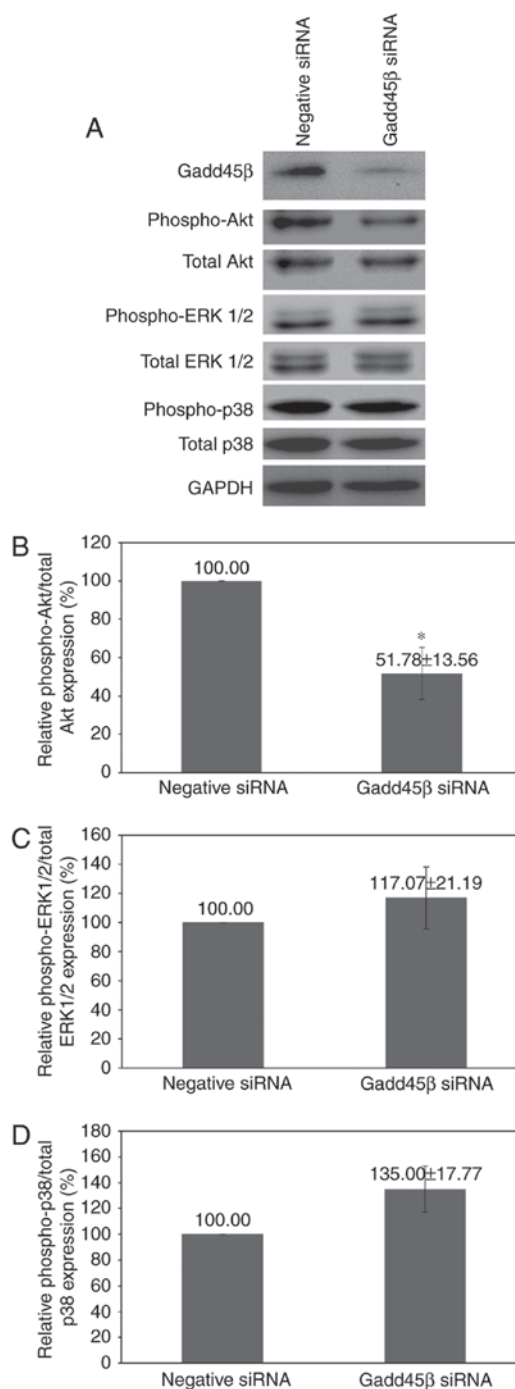 Negative siRNA
Gadd45β siRNA
A
Gadd45β
Phospho-Akt
Total Akt
Phospho-ERK 1/2
Total ERK 1/2
Phospho-p38
Total p38
GAPDH
B
Relative phospho-Akt/total
Akt expression (%)
120
100
80
60
40
20
0
100.00
*
51.78±13.56
Negative siRNA
Gadd45β siRNA
C
Relative phospho-ERK1/2/total
ERK1/2 expression (%)
160
140
120
100
80
60
40
20
0
100.00
117.07±21.19
Negative siRNA
Gadd45β siRNA
D
Relative phospho-p38/total
p38 expression (%)
180
160
140
120
100
80
60
40
20
0
100.00
135.00±17.77
Negative siRNA
Gadd45β siRNA